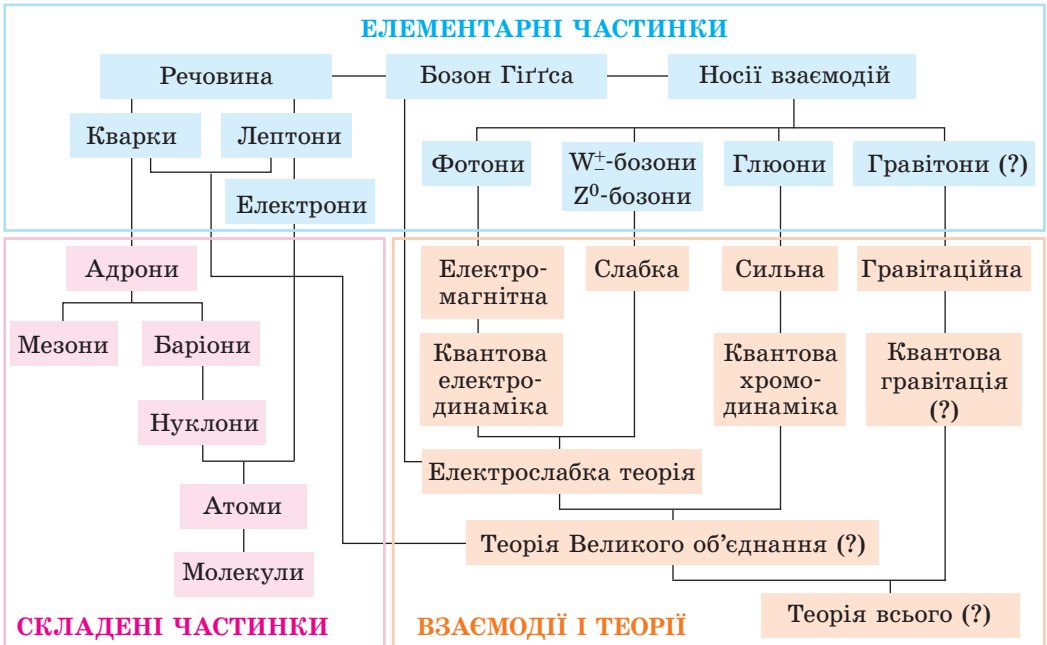 ЕЛЕМЕНТАРНІ ЧАСТИНКИ
Речовина
Бозон Гіґґса
Носії взаємодій
Кварки
Лептони
Електрони
Фотони
W±-бозони
Z⁰-бозони
Глюони
Гравітони (?)
Адрони
Мезони
Баріони
Нуклони
Атоми
Молекули
СКЛАДЕНІ ЧАСТИНКИ
Електро-
магнітна
Слабка
Сильна
Гравітаційна
Квантова
електро-
динаміка
Квантова
хромо-
динаміка
Квантова
гравітація
(?)
Електрослабка теорія
Теорія Великого об’єднання (?)
Теорія всього (?)
ВЗАЄМОДІЇ І ТЕОРІЇ